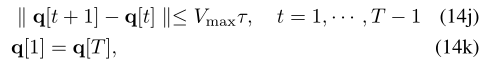 ‖ q[t + 1] − q[t] ‖≤ V_max τ, t = 1, ⋯ , T − 1 (14j)
q[1] = q[T], (14k)